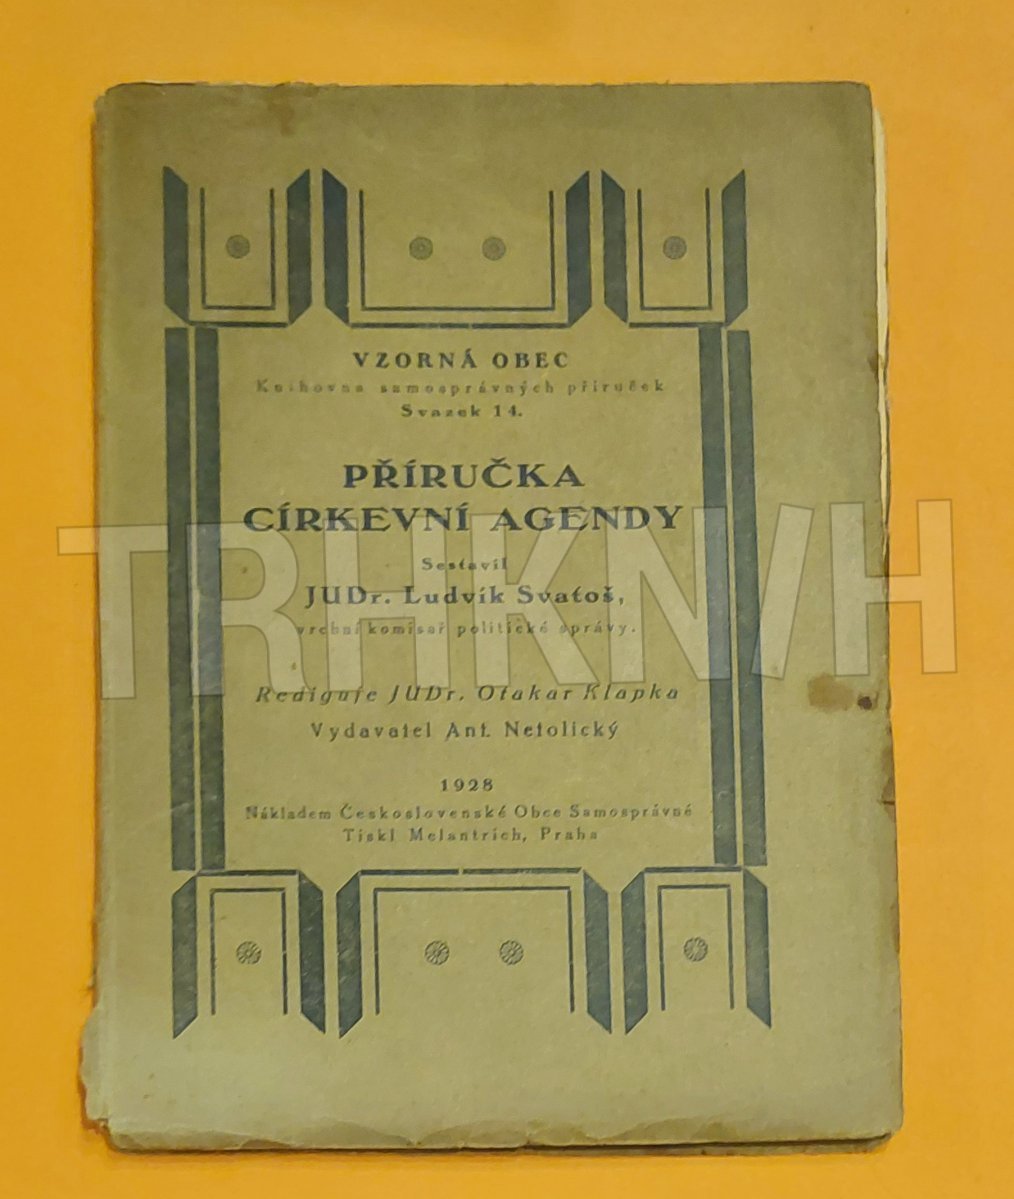 VZORNÁ OBEC
Knihovna samosprávných příruček
Svazek 14.
PŘÍRUČKA
CÍRKEVNÍ AGENDY
Sestavil
JUDr. Ludvík Svatoš,
vrchní komisař politické správy.
Rediguje JUDr. Otakar Klapka
Vydavatel Ant. Netolický
1928
Nákladem Československé Obce Samosprávné
Tiskl Melantrich, Praha
TRHKNIH